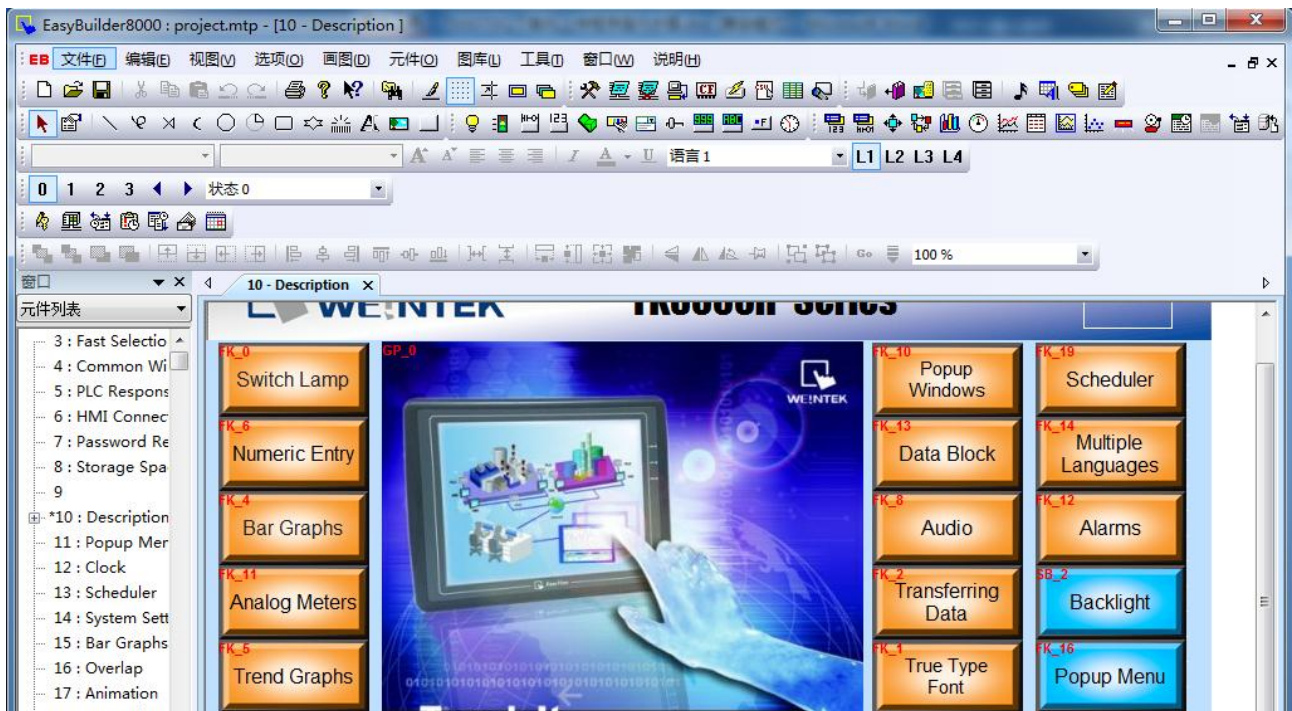 EasyBuilder8000 : project.mtp - [10 - Description ]
EB 文件(F) 编辑(E) 视图(V) 选项(O) 画图(D) 元件(O) 图库(L) 工具(T) 窗口(W) 说明(H)
语言 1 L1 L2 L3 L4
0 1 2 3 状态 0
Go 100 %
窗口
10 - Description
元件列表
3 : Fast Selectio
4 : Common Wi
5 : PLC Respons
6 : HMI Connec
7 : Password Re
8 : Storage Spa
9
*10 : Description
11 : Popup Mer
12 : Clock
13 : Scheduler
14 : System Sett
15 : Bar Graphs
16 : Overlap
17 : Animation
WE!NTEK
FK_0
Switch Lamp
FK_6
Numeric Entry
FK_4
Bar Graphs
FK_11
Analog Meters
FK_5
Trend Graphs
GP_0
WE!NTEK
FK_10
Popup
Windows
FK_13
Data Block
FK_8
Audio
FK_2
Transferring
Data
FK_1
True Type
Font
FK_19
Scheduler
FK_14
Multiple
Languages
FK_12
Alarms
SB_2
Backlight
FK_16
Popup Menu